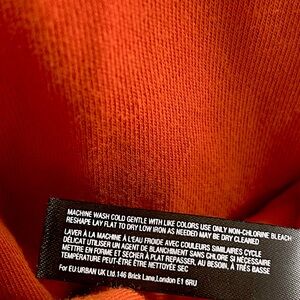 MACHINE WASH COLD GENTLE WITH LIKE COLORS USE ONLY NON-CHLORINE BLEACH
RESHAPE LAY FLAT TO DRY LOW IRON AS NEEDED MAY BE DRY CLEANED
LAVER À LA MACHINE À L'EAU FROIDE AVEC COULEURS SIMILAIRES CYCLE
DÉLICAT UTILISER UN AGENT DE BLANCHIMENT SANS CHLORE SI NÉCESSAIRE
METTRE EN FORME ET SÉCHER À PLAT REPASSER, AU BESOIN, À TRÈS BASSE
TEMPÉRATURE PEUT-ÊTRE NETTOYÉE SEC
For EU:URBAN UK Ltd.146 Brick Lane,London E1 6RU